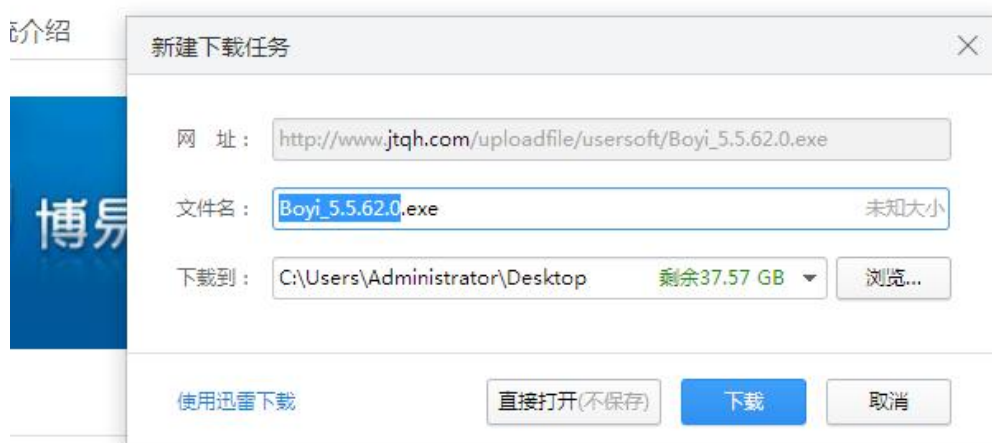 介绍
新建下载任务
博易
网 址: http://www.jtqh.com/uploadfile/usersoft/Boyi_5.5.62.0.exe
文件名: Boyi_5.5.62.0.exe 未知大小
下载到: C:\Users\Administrator\Desktop 剩余37.57 GB 浏览...
使用迅雷下载 直接打开(不保存) 下载 取消